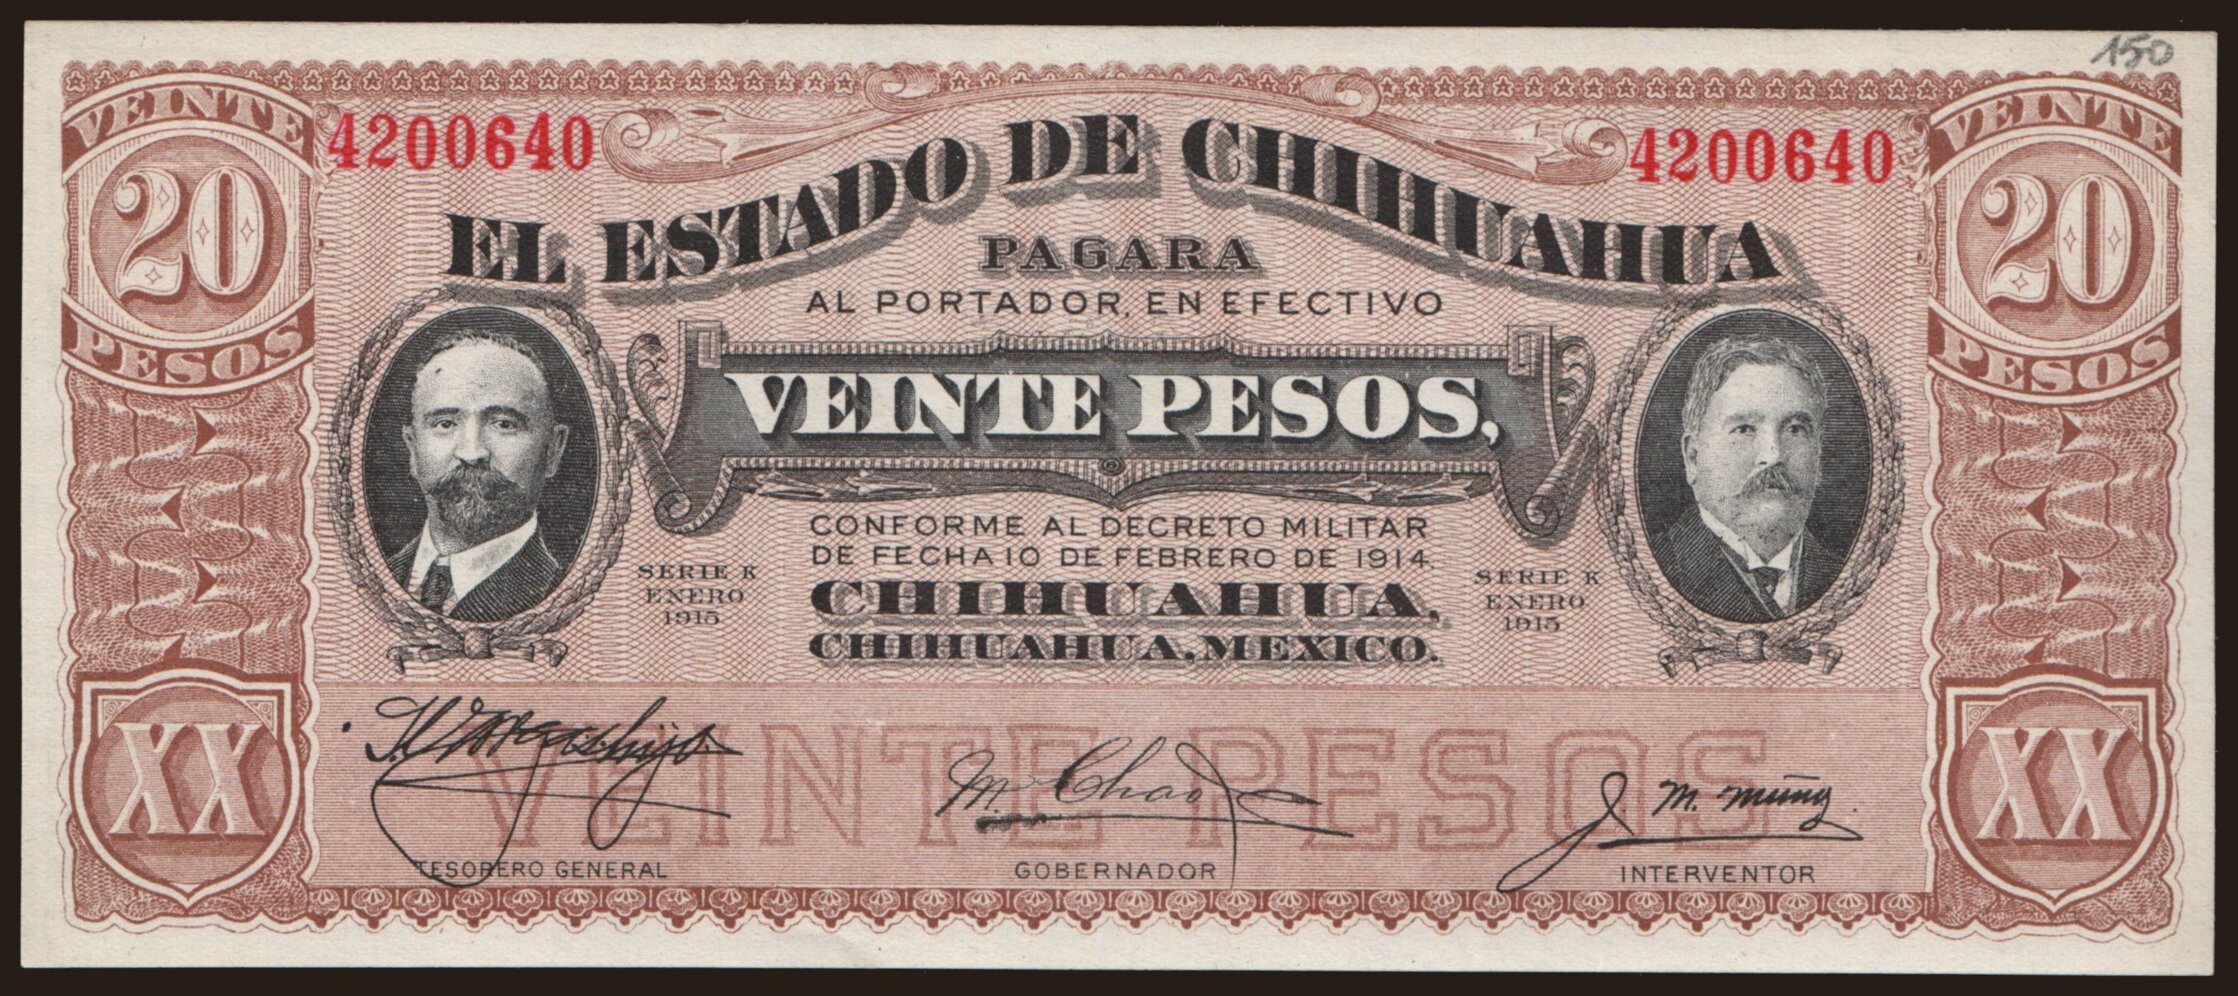 150
VEINTE
20
PESOS
4200640
4200640
VEINTE
20
PESOS
EL ESTADO DE CHIHUAHUA
PAGARA
AL PORTADOR, EN EFECTIVO
VEINTE PESOS,
CONFORME AL DECRETO MILITAR
DE FECHA 10 DE FEBRERO DE 1914.
CHIHUAHUA,
CHIHUAHUA, MEXICO.
SERIE K
ENERO
1915
SERIE K
ENERO
1915
XX
VEINTE PESOS
XX
M. Chao
J. M. Muñoz
TESORERO GENERAL
GOBERNADOR
INTERVENTOR